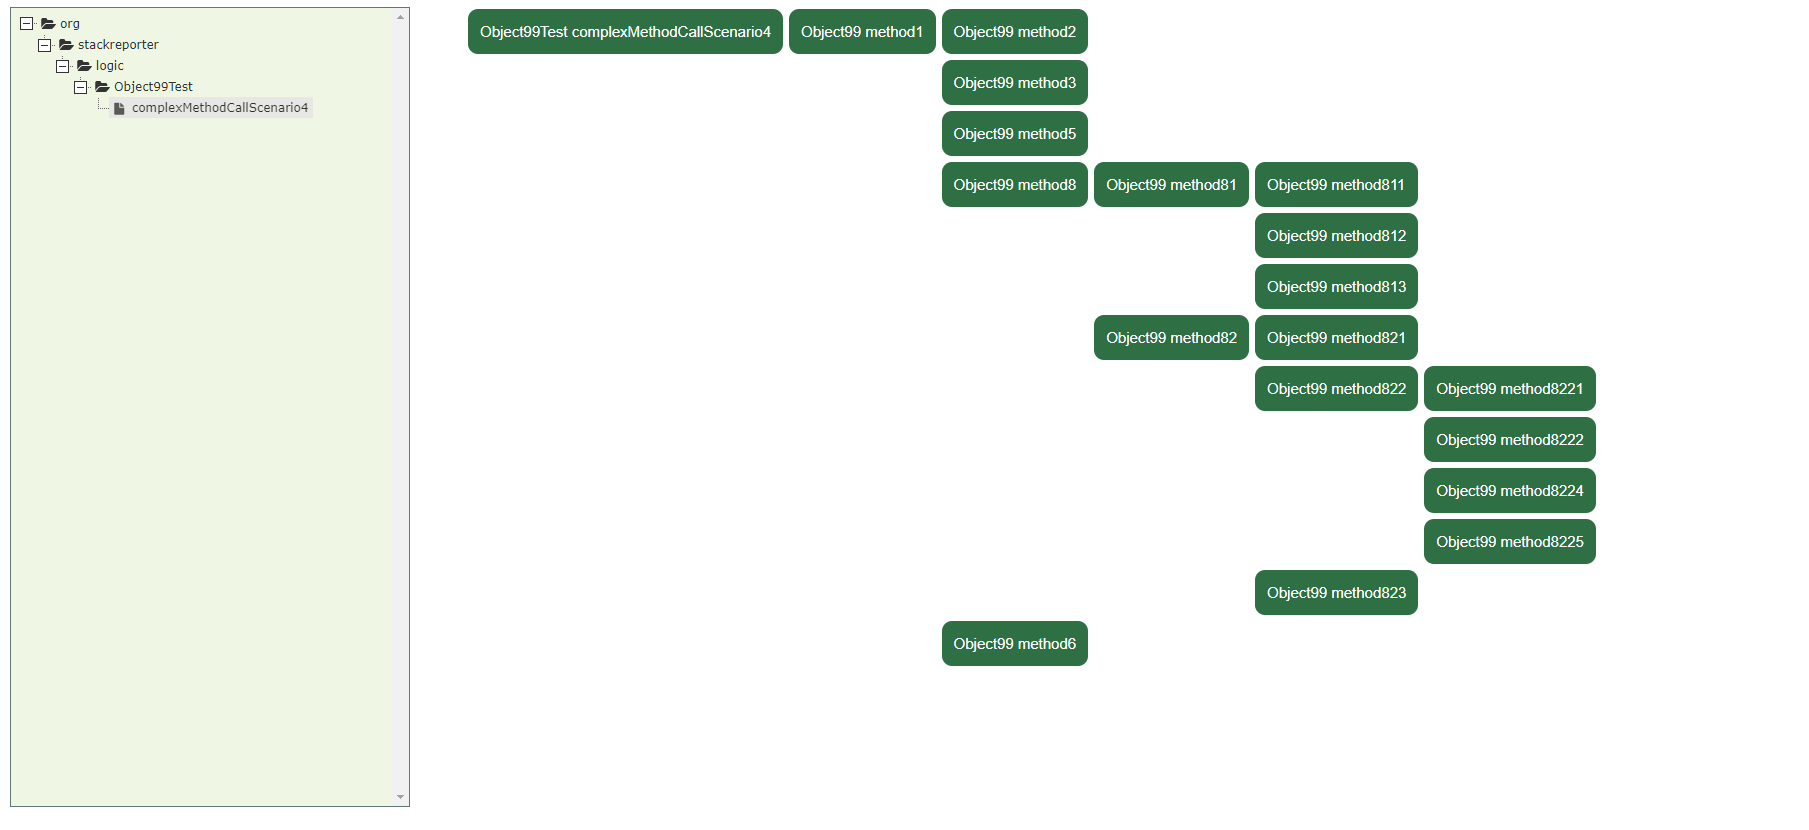 org
stackreporter
logic
Object99Test
complexMethodCallScenario4
Object99Test complexMethodCallScenario4 Object99 method1 Object99 method2
Object99 method3
Object99 method5
Object99 method8 Object99 method81 Object99 method811
Object99 method812
Object99 method813
Object99 method82 Object99 method821
Object99 method822 Object99 method8221
Object99 method8222
Object99 method8224
Object99 method8225
Object99 method823
Object99 method6